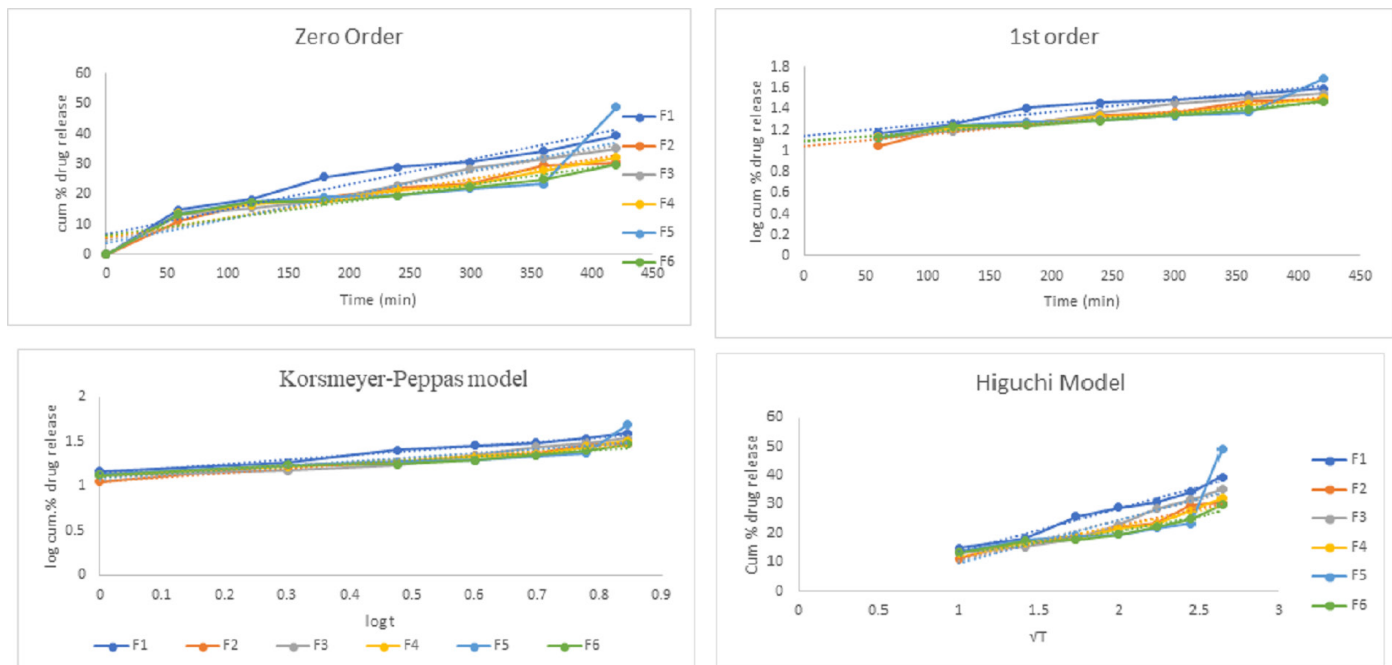 Zero Order
cum % drug release
60
50
40
30
20
10
0
0 50 100 150 200 250 300 350 400 450
Time (min)
F1
F2
F3
F4
F5
F6
1st order
log cum % drug release
1.8
1.6
1.4
1.2
1
0.8
0.6
0.4
0.2
0
0 50 100 150 200 250 300 350 400 450
Time (min)
Korsmeyer-Peppas model
log cum.% drug release
2
1.5
1
0.5
0
0 0.1 0.2 0.3 0.4 0.5 0.6 0.7 0.8 0.9
logt
F1 F2 F3 F4 F5 F6
Higuchi Model
Cum % drug release
60
50
40
30
20
10
0
0 0.5 1 1.5 2 2.5 3
√T
F1
F2
F3
F4
F5
F6